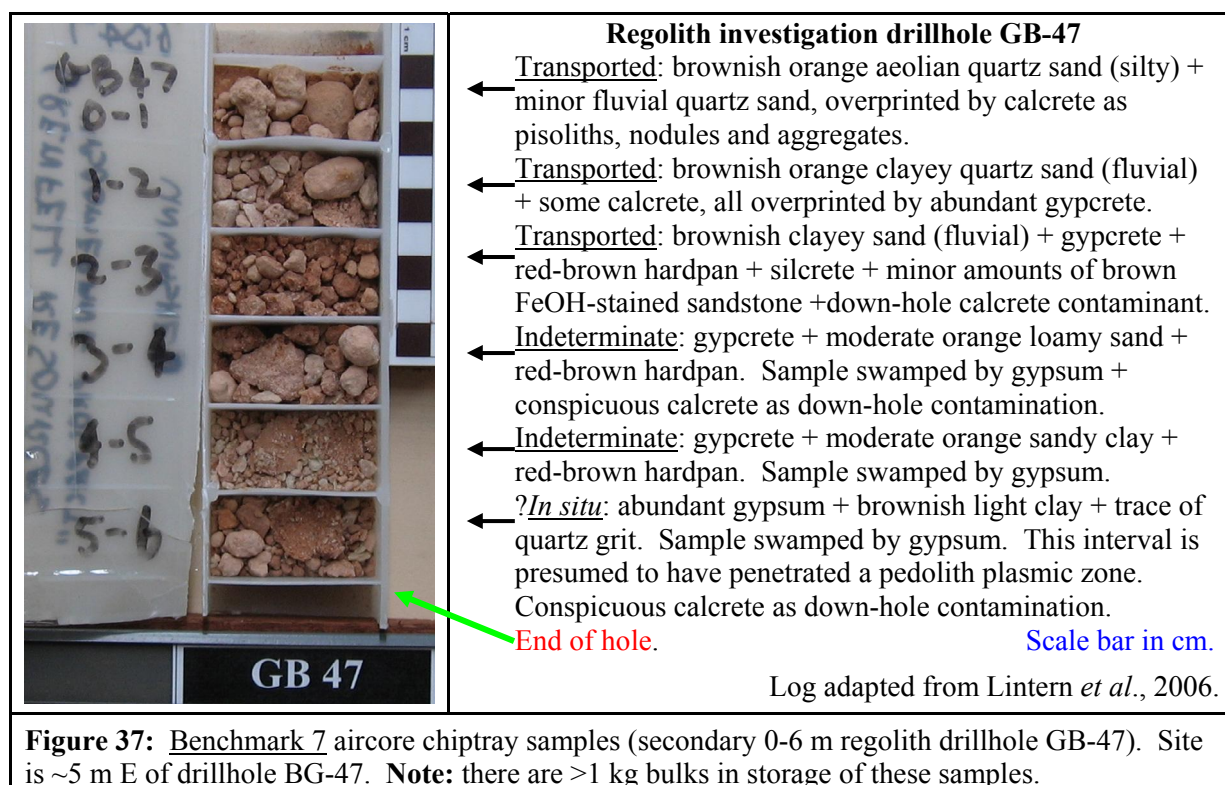 GB47
0-1
1-2
2-3
3-4
4-5
5-6
1 cm
GB 47
Regolith investigation drillhole GB-47
Transported: brownish orange aeolian quartz sand (silty) +
minor fluvial quartz sand, overprinted by calcrete as
pisoliths, nodules and aggregates.
Transported: brownish orange clayey quartz sand (fluvial)
+ some calcrete, all overprinted by abundant gypcrete.
Transported: brownish clayey sand (fluvial) + gypcrete +
red-brown hardpan + silcrete + minor amounts of brown
FeOH-stained sandstone +down-hole calcrete contaminant.
Indeterminate: gypcrete + moderate orange loamy sand +
red-brown hardpan. Sample swamped by gypsum +
conspicuous calcrete as down-hole contamination.
Indeterminate: gypcrete + moderate orange sandy clay +
red-brown hardpan. Sample swamped by gypsum.
?In situ: abundant gypsum + brownish light clay + trace of
quartz grit. Sample swamped by gypsum. This interval is
presumed to have penetrated a pedolith plasmic zone.
Conspicuous calcrete as down-hole contamination.
End of hole. Scale bar in cm.
Log adapted from Lintern et al., 2006.
Figure 37: Benchmark 7 aircore chiptray samples (secondary 0-6 m regolith drillhole GB-47). Site
is ~5 m E of drillhole BG-47. Note: there are >1 kg bulks in storage of these samples.